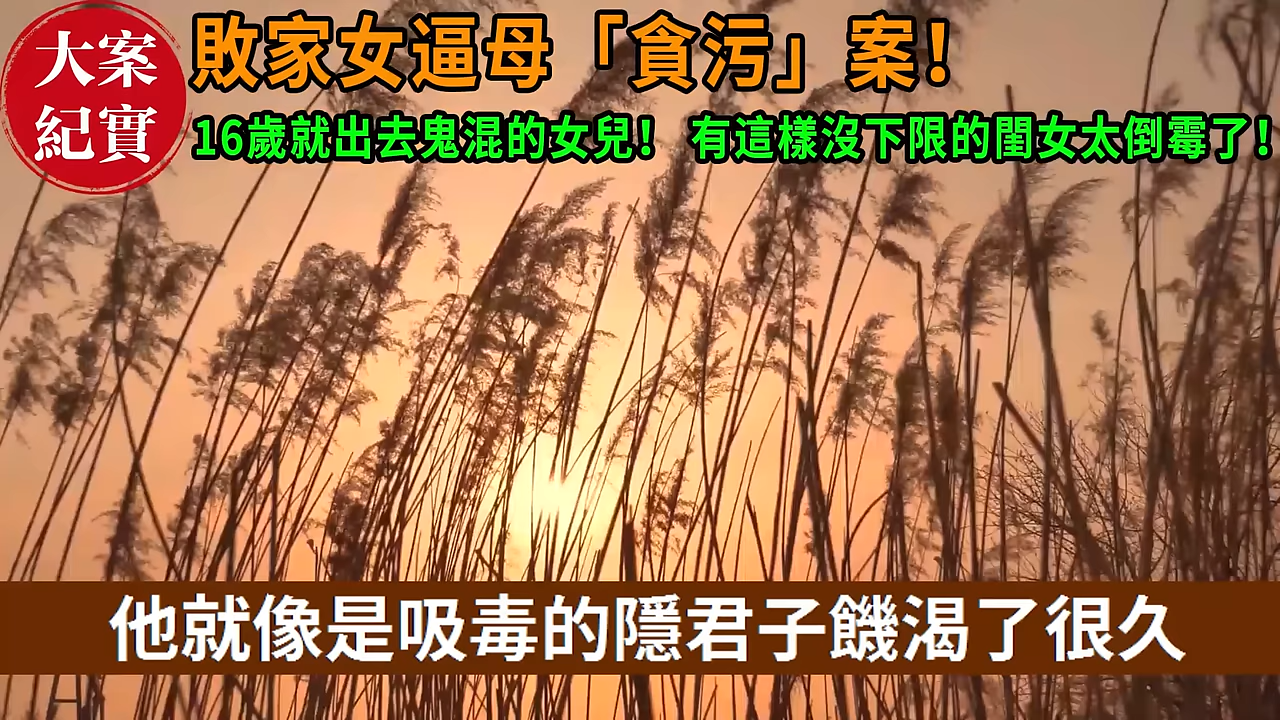 大案
紀實
敗家女逼母「貪污」案！
16歲就出去鬼混的女兒！ 有這樣沒下限的閨女太倒霉了！
他就像是吸毒的隱君子饑渴了很久